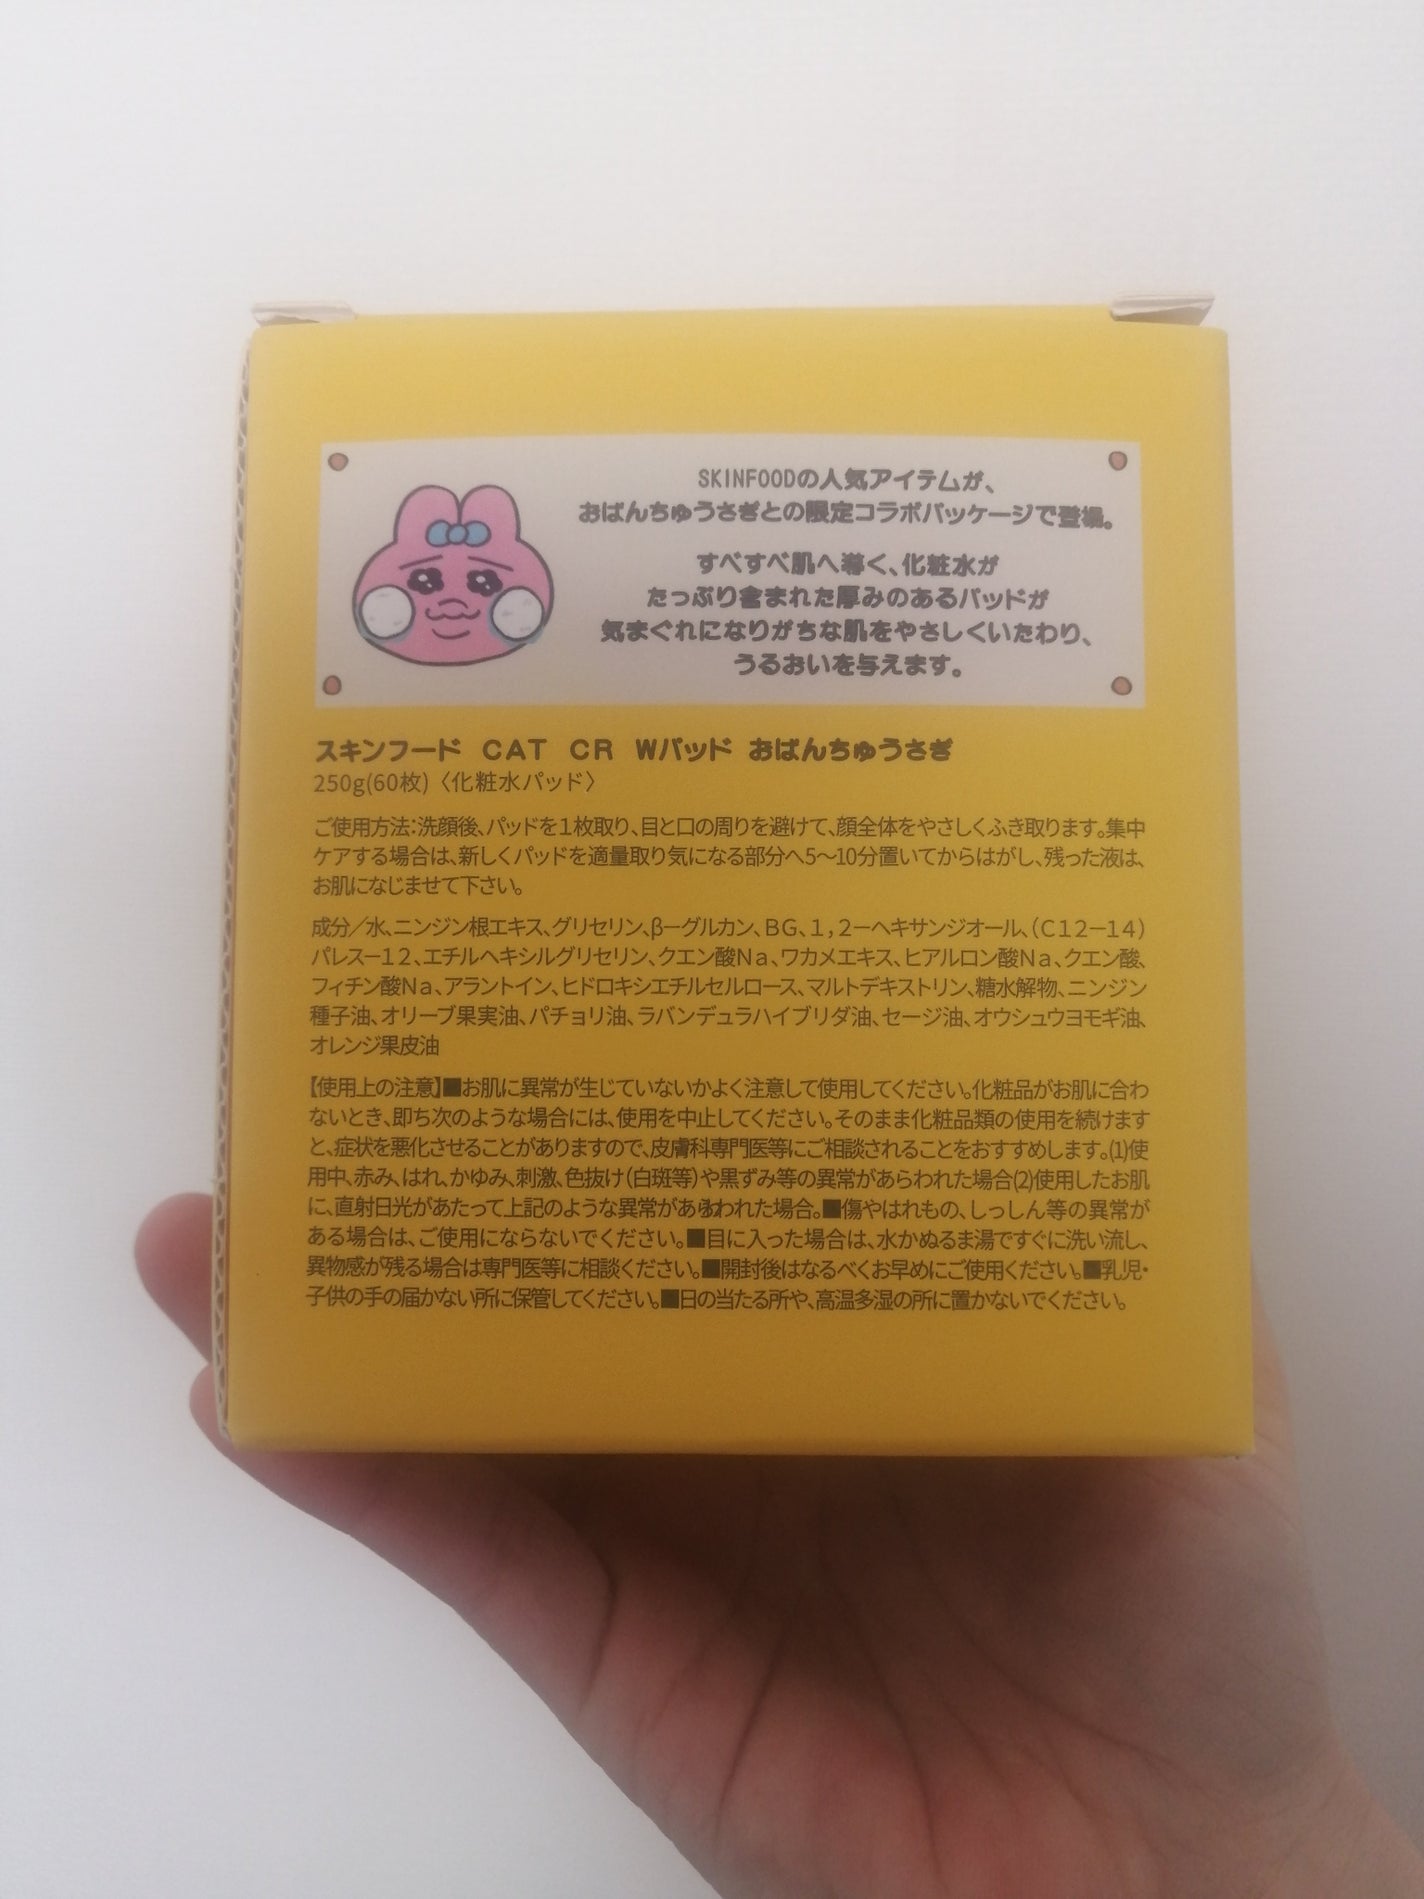 SKINFOODの人気アイテムが、
おぱんちゅうさぎとの限定コラボパッケージで登場。
すべすべ肌へ導く、化粧水が
たっぷり含まれた厚みのあるパッドが
気まぐれになりがちな肌をやさしくいたわり、
うるおいを与えます。
スキンフード　CAT　CR　Wパッド おぱんちゅうさぎ
250g(60枚)〈化粧水パッド〉
ご使用方法：洗顔後、パッドを１枚取り、目と口の周りを避けて、顔全体をやさしくふき取ります。集中
ケアする場合は、新しくパッドを適量取り気になる部分へ5〜10分置いてからはがし、残った液は、
お肌になじませて下さい。
成分／水、ニンジン根エキス、グリセリン、βーグルカン、ＢＧ、１，２ーヘキサンジオール、（Ｃ１２－１４）
パレス－１２、エチルヘキシルグリセリン、クエン酸Ｎａ、ワカメエキス、ヒアルロン酸Ｎａ、クエン酸、
フィチン酸Ｎａ、アラントイン、ヒドロキシエチルセルロース、マルトデキストリン、糖水解物、ニンジン
種子油、オリーブ果実油、パチョリ油、ラバンデュラハイブリダ油、セージ油、オウシュウヨモギ油、
オレンジ果皮油
【使用上の注意】■お肌に異常が生じていないかよく注意して使用してください。化粧品がお肌に合わ
ないとき、即ち次のような場合には、使用を中止してください。そのまま化粧品類の使用を続けます
と、症状を悪化させることがありますので、皮膚科専門医等にご相談されることをおすすめします。(1)使
用中、赤み、はれ、かゆみ、刺激、色抜け（白斑等）や黒ずみ等の異常があらわれた場合(2)使用したお肌
に、直射日光があたって上記のような異常があらわれた場合。■傷やはれもの、しっしん等の異常が
ある場合は、ご使用にならないでください。■目に入った場合は、水かぬるま湯ですぐに洗い流し、
異物感が残る場合は専門医等に相談ください。■開封後はなるべくお早めにご使用ください。■乳児・
子供の手の届かない所に保管してください。■日の当たる所や、高温多湿の所に置かないでください。